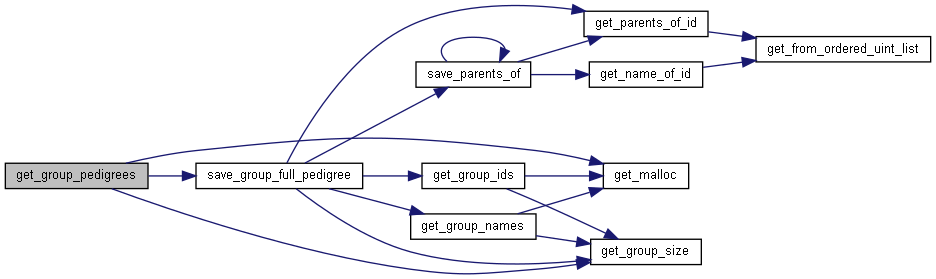 get_parents_of_id
get_from_ordered_uint_list
save_parents_of
get_name_of_id
get_group_pedigrees
save_group_full_pedigree
get_group_ids
get_malloc
get_group_names
get_group_size